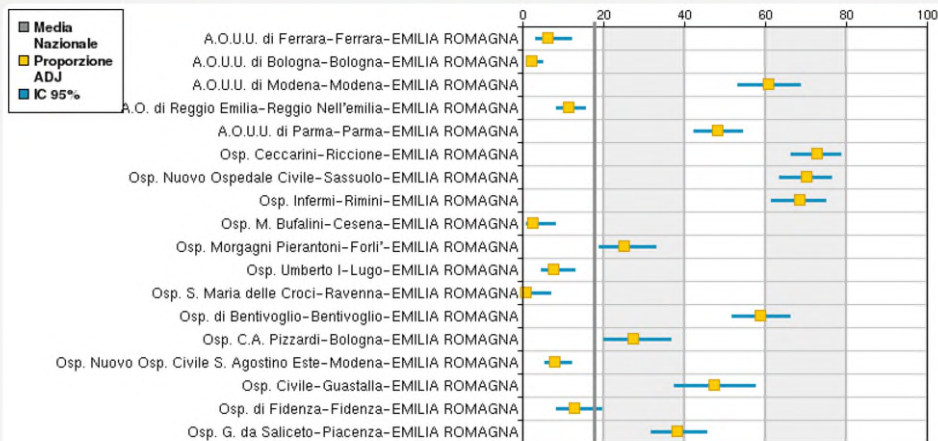 Media
Nazionale
Proporzione
ADJ
IC 95%
0 20 40 60 80 100
A.O.U.U. di Ferrara-Ferrara-EMILIA ROMAGNA
A.O.U.U. di Bologna-Bologna-EMILIA ROMAGNA
A.O.U.U. di Modena-Modena-EMILIA ROMAGNA
A.O. di Reggio Emilia-Reggio Nell'emilia-EMILIA ROMAGNA
A.O.U.U. di Parma-Parma-EMILIA ROMAGNA
Osp. Ceccarini-Riccione-EMILIA ROMAGNA
Osp. Nuovo Ospedale Civile-Sassuolo-EMILIA ROMAGNA
Osp. Infermi-Rimini-EMILIA ROMAGNA
Osp. M. Bufalini-Cesena-EMILIA ROMAGNA
Osp. Morgagni Pierantoni-Forli'-EMILIA ROMAGNA
Osp. Umberto I-Lugo-EMILIA ROMAGNA
Osp. S. Maria delle Croci-Ravenna-EMILIA ROMAGNA
Osp. di Bentivoglio-Bentivoglio-EMILIA ROMAGNA
Osp. C.A. Pizzardi-Bologna-EMILIA ROMAGNA
Osp. Nuovo Osp. Civile S. Agostino Este-Modena-EMILIA ROMAGNA
Osp. Civile-Guastalla-EMILIA ROMAGNA
Osp. di Fidenza-Fidenza-EMILIA ROMAGNA
Osp. G. da Saliceto-Piacenza-EMILIA ROMAGNA